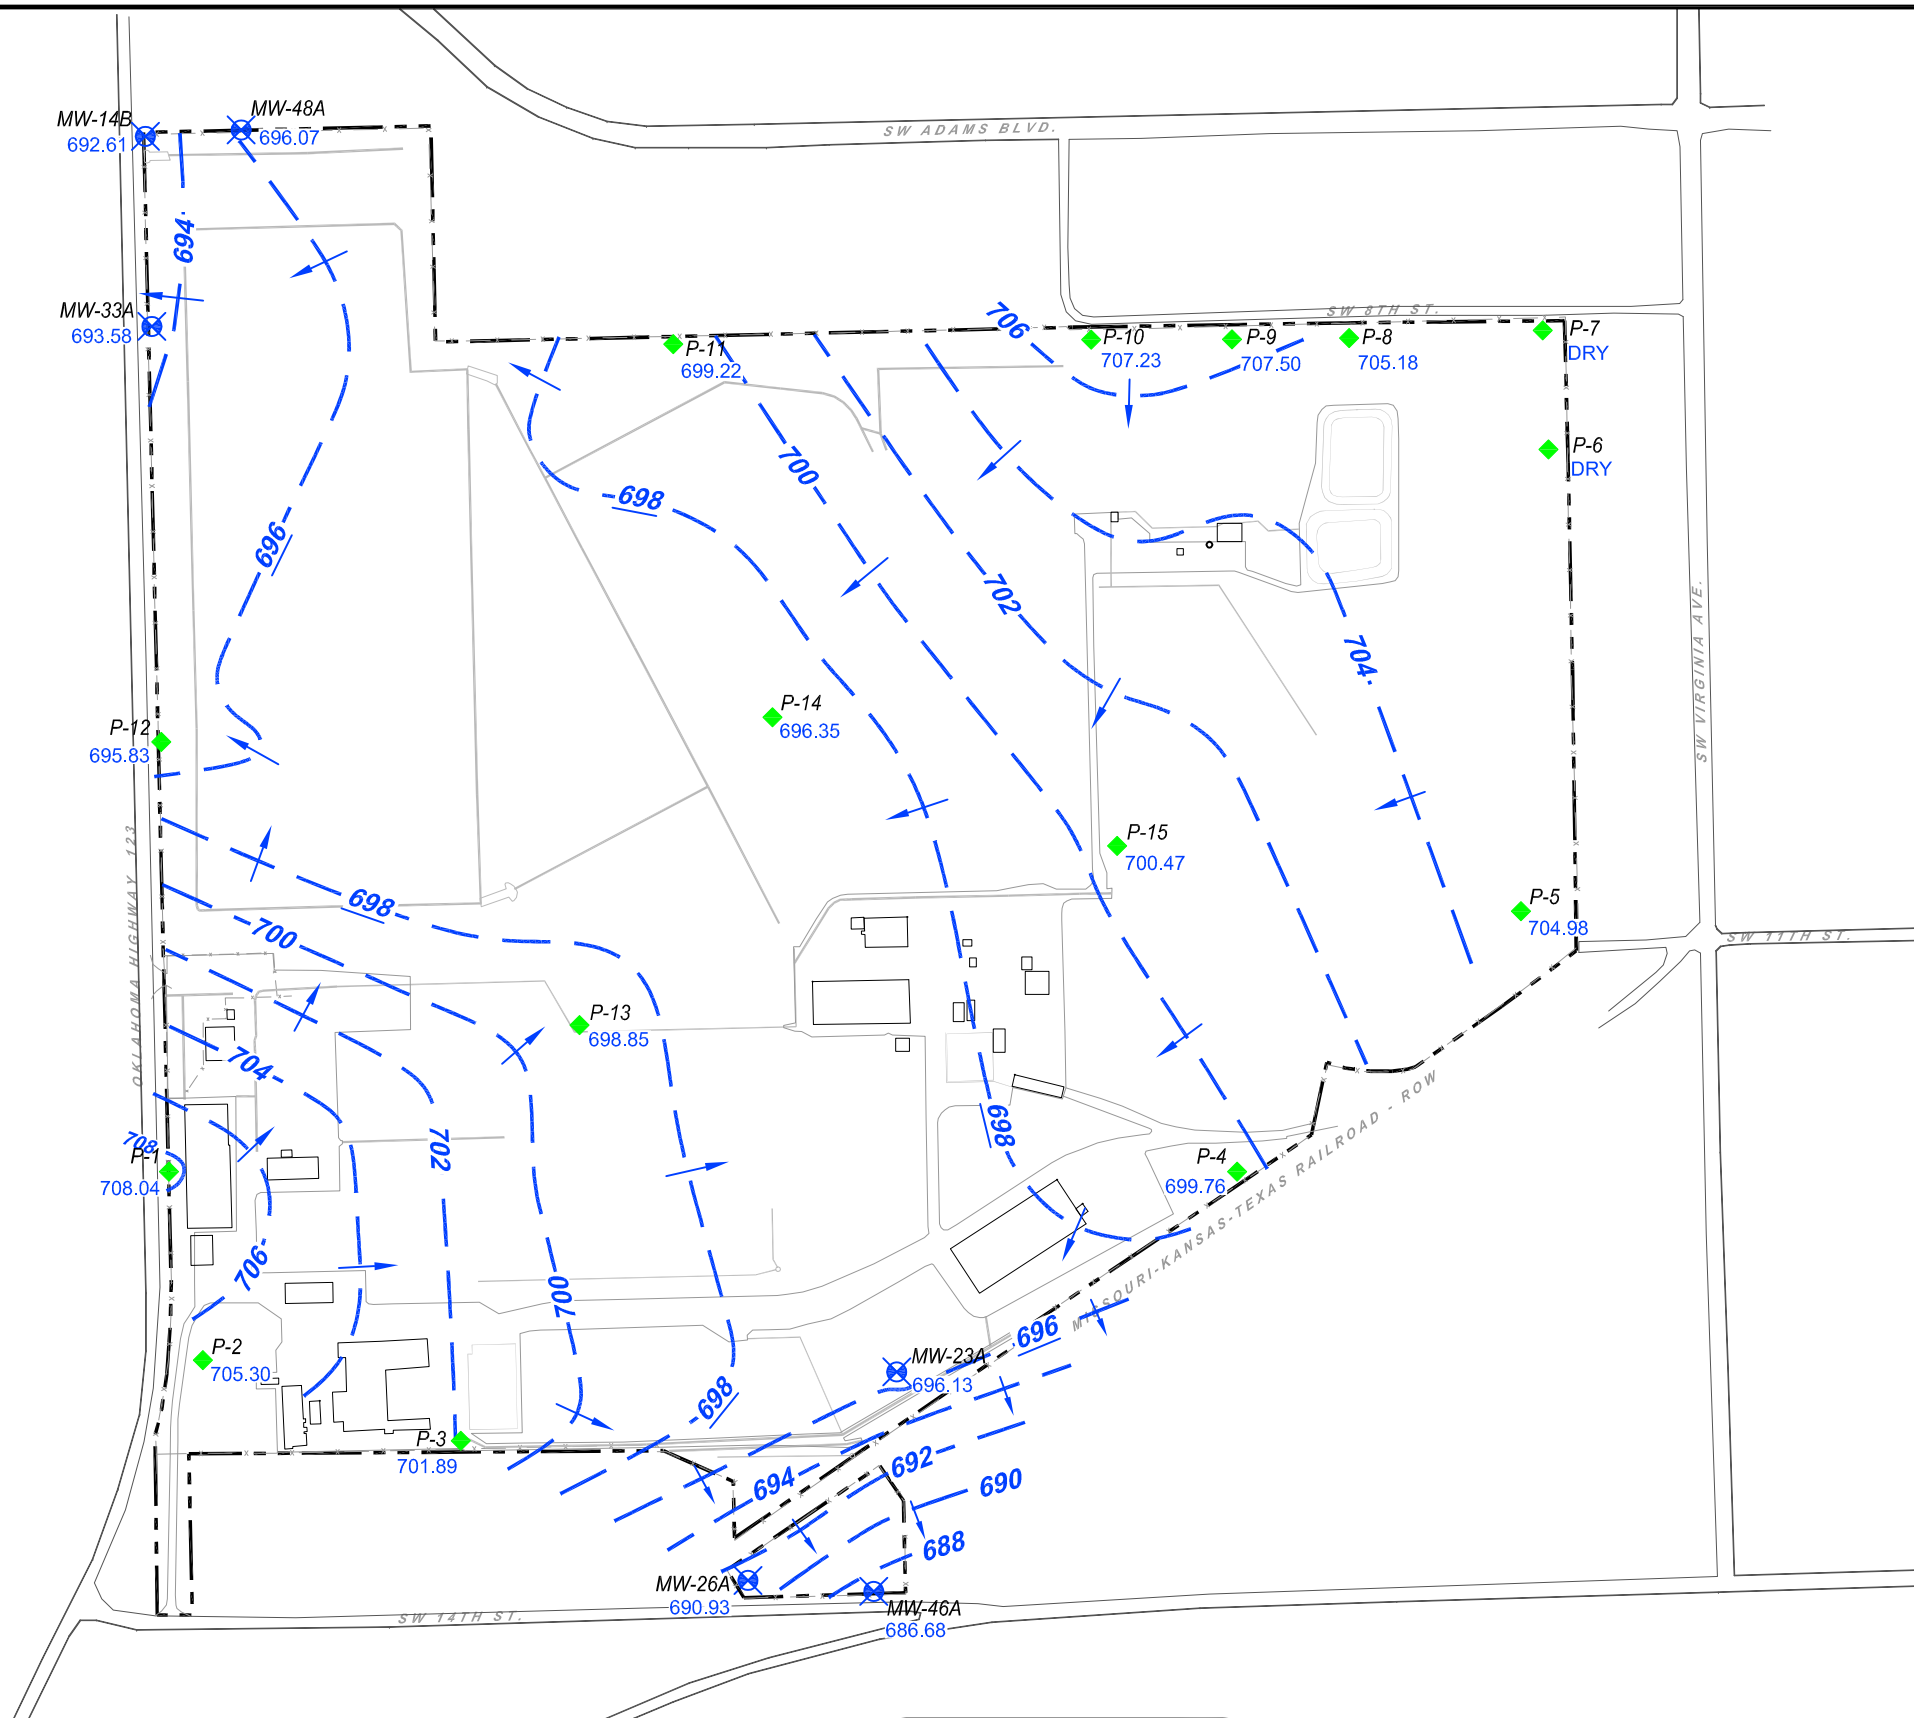 MW-14B
692.61
MW-48A
696.07
SW ADAMS BLVD.
694
MW-33A
693.58
706
SW 8TH ST.
P-11
699.22
P-10
707.23
P-9
707.50
P-8
705.18
P-7
DRY
P-6
DRY
698
700
696
702
704
SW VIRGINIA AVE.
P-14
696.35
P-12
695.83
P-15
700.47
OKLAHOMA HIGHWAY 123
698
700
P-5
704.98
SW 11TH ST.
P-13
698.85
704
702
698
708
P-1
708.04
P-4
699.76
MISSOURI-KANSAS-TEXAS RAILROAD - ROW
706
700
P-2
705.30
696
MW-23A
696.13
698
P-3
701.89
694
692
690
688
MW-26A
690.93
MW-46A
686.68
SW 14TH ST.